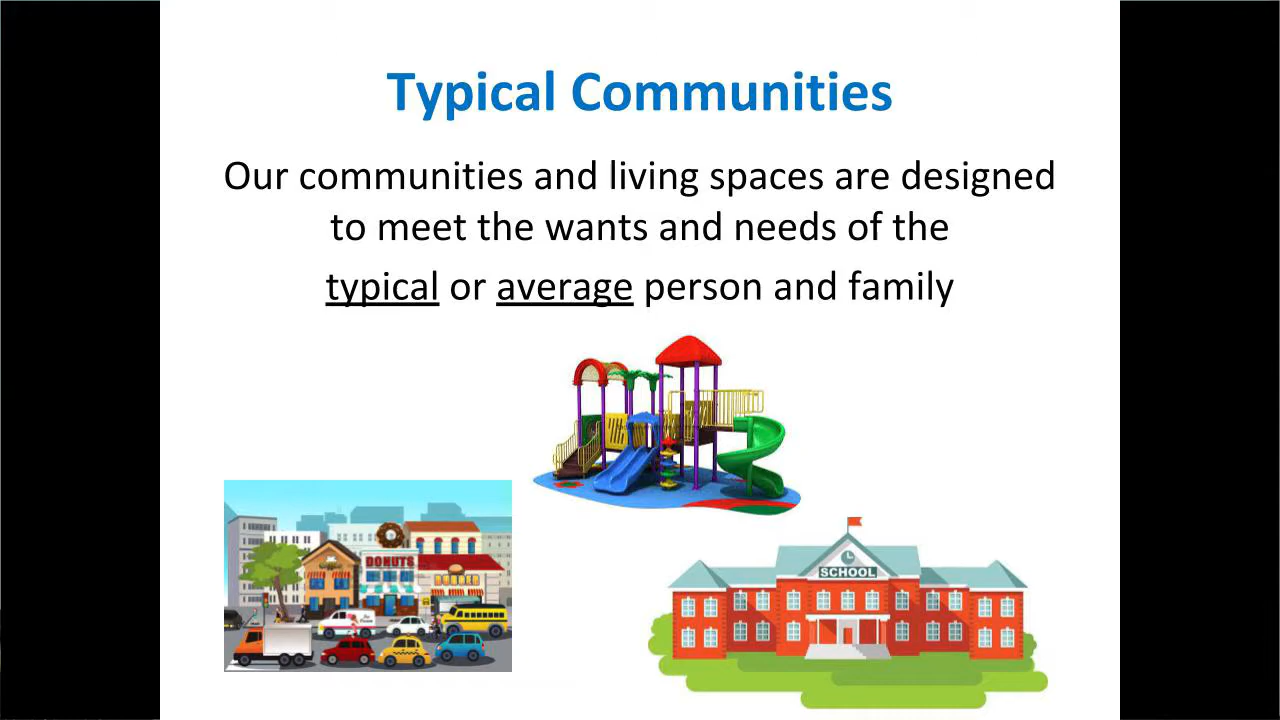 Typical Communities
Our communities and living spaces are designed
to meet the wants and needs of the
typical or average person and family
DONUTS
BURGER
SCHOOL